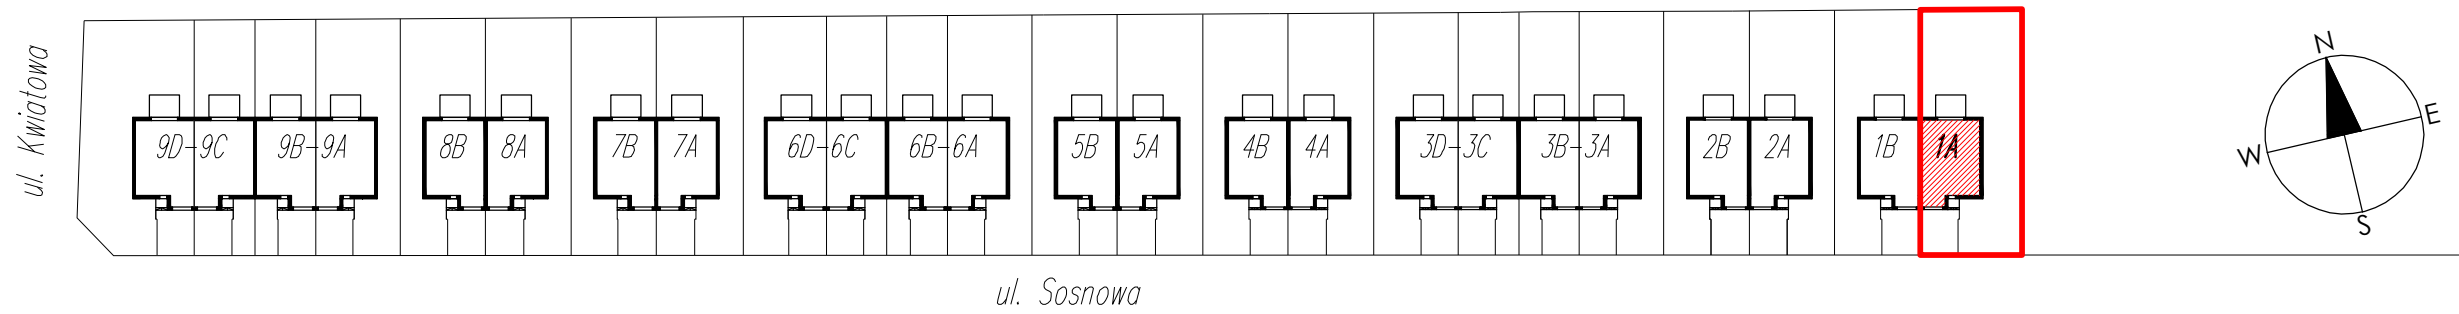 ul. Kwiatowa
9D-9C 9B-9A 8B 8A 7B 7A 6D-6C 6B-6A 5B 5A 4B 4A 3D-3C 3B-3A 2B 2A 1B 1A
ul. Sosnowa
N
E
W
S